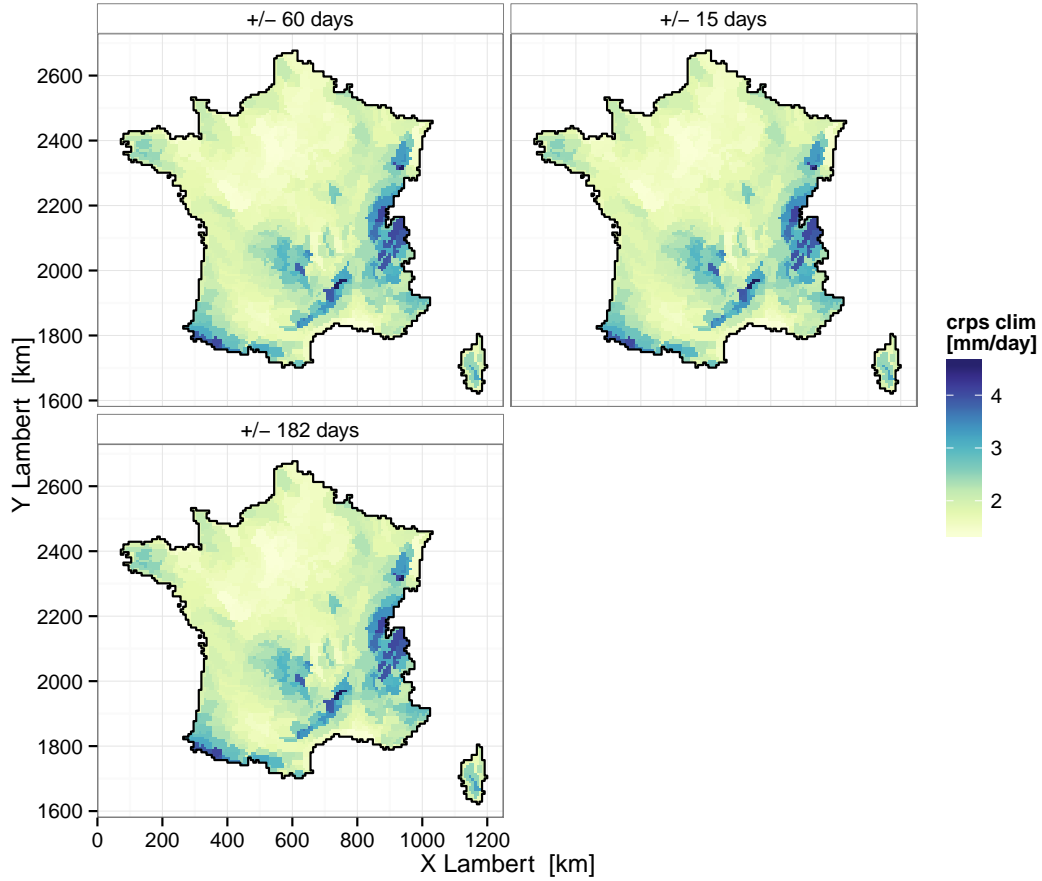 +/− 60 days
+/− 15 days
2600
2400
2200
2000
1800
1600
crps clim
[mm/day]
4
3
2
+/− 182 days
2600
2400
2200
2000
1800
1600
0 200 400 600 800 1000 1200
X Lambert [km]
Y Lambert [km]